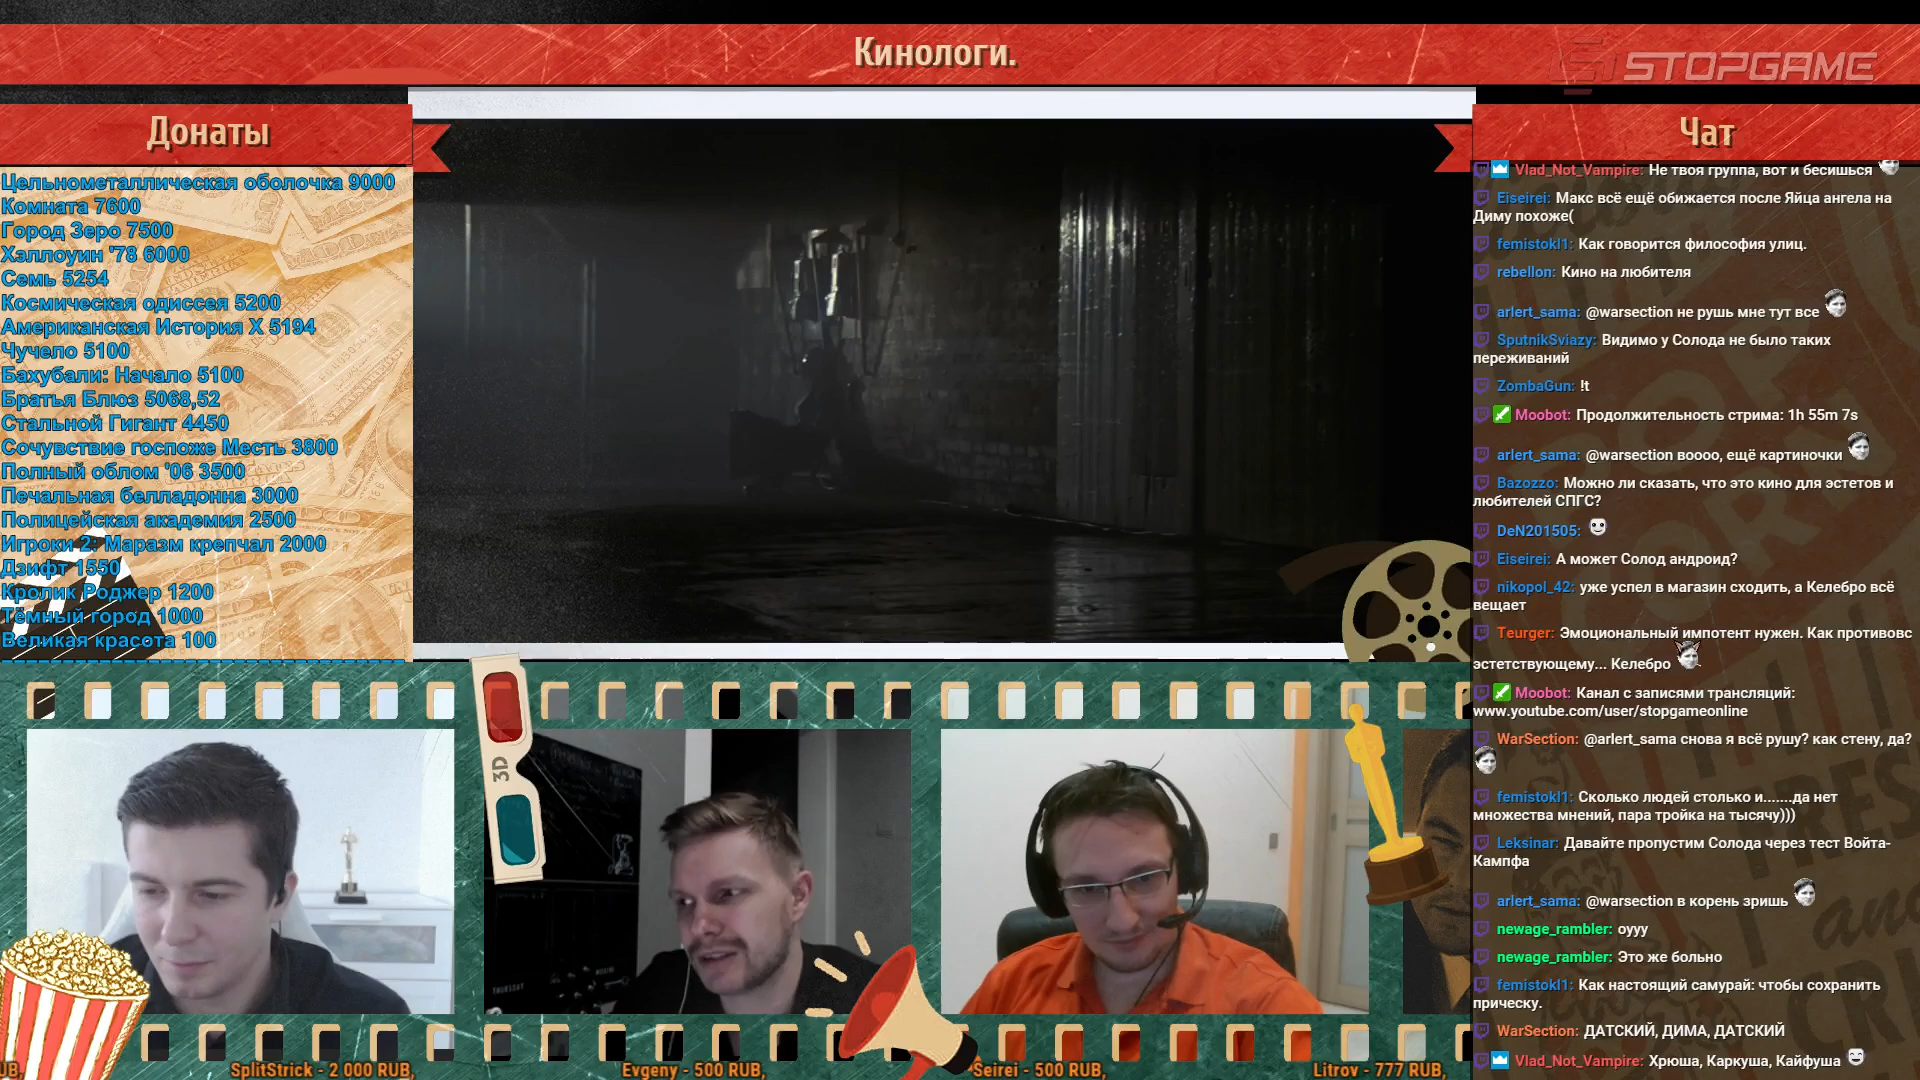 Кинологи.
STOPGAME
Донаты
Цельнометаллическая оболочка 9000
Комната 7600
Город Зеро 7500
Хэллоуин '78 6000
Семь 5254
Космическая одиссея 5200
Американская История X 5194
Чучело 5100
Бахубали: Начало 5100
Братья Блюз 5068,52
Стальной Гигант 4450
Сочувствие госпоже Месть 3800
Полный облом '06 3500
Печальная белладонна 3000
Полицейская академия 2500
Игроки 2: Маразм крепчал 2000
Дзифт 1550
Кролик Роджер 1200
Тёмный город 1000
Великая красота 100
Чат
Vlad_Not_Vampire: Не твоя группа, вот и бесишься
Eiseirei: Макс всё ещё обижается после Яйца ангела на
Диму похоже(
femistokl1: Как говорится философия улиц.
rebellon: Кино на любителя
arlert_sama: @warsection не рушь мне тут все
SputnikSviazy: Видимо у Солода не было таких
переживаний
ZombaGun: !t
Moobot: Продолжительность стрима: 1h 55m 7s
arlert_sama: @warsection воооо, ещё картиночки
Bazozzo: Можно ли сказать, что это кино для эстетов и
любителей СПГС?
DeN201505:
Eiseirei: А может Солод андроид?
nikopol_42: уже успел в магазин сходить, а Келебро всё
вещает
Teurger: Эмоциональный импотент нужен. Как противовс
эстетствующему... Келебро
Moobot: Канал с записями трансляций:
www.youtube.com/user/stopgameonline
WarSection: @arlert_sama снова я всё рушу? как стену, да?
femistokl1: Сколько людей столько и.......да нет
множества мнений, пара тройка на тысячу)))
Leksinar: Давайте пропустим Солода через тест Войта-
Кампфа
arlert_sama: @warsection в корень зришь
newage_rambler: оууу
newage_rambler: Это же больно
femistokl1: Как настоящий самурай: чтобы сохранить
прическу.
WarSection: ДАТСКИЙ, ДИМА, ДАТСКИЙ
Vlad_Not_Vampire: Хрюша, Каркуша, Кайфуша
3D
THURSDAY
UB, SplitStrick - 2 000 RUB, Evgeny - 500 RUB, Seirei - 500 RUB, Litrov - 777 RUB,